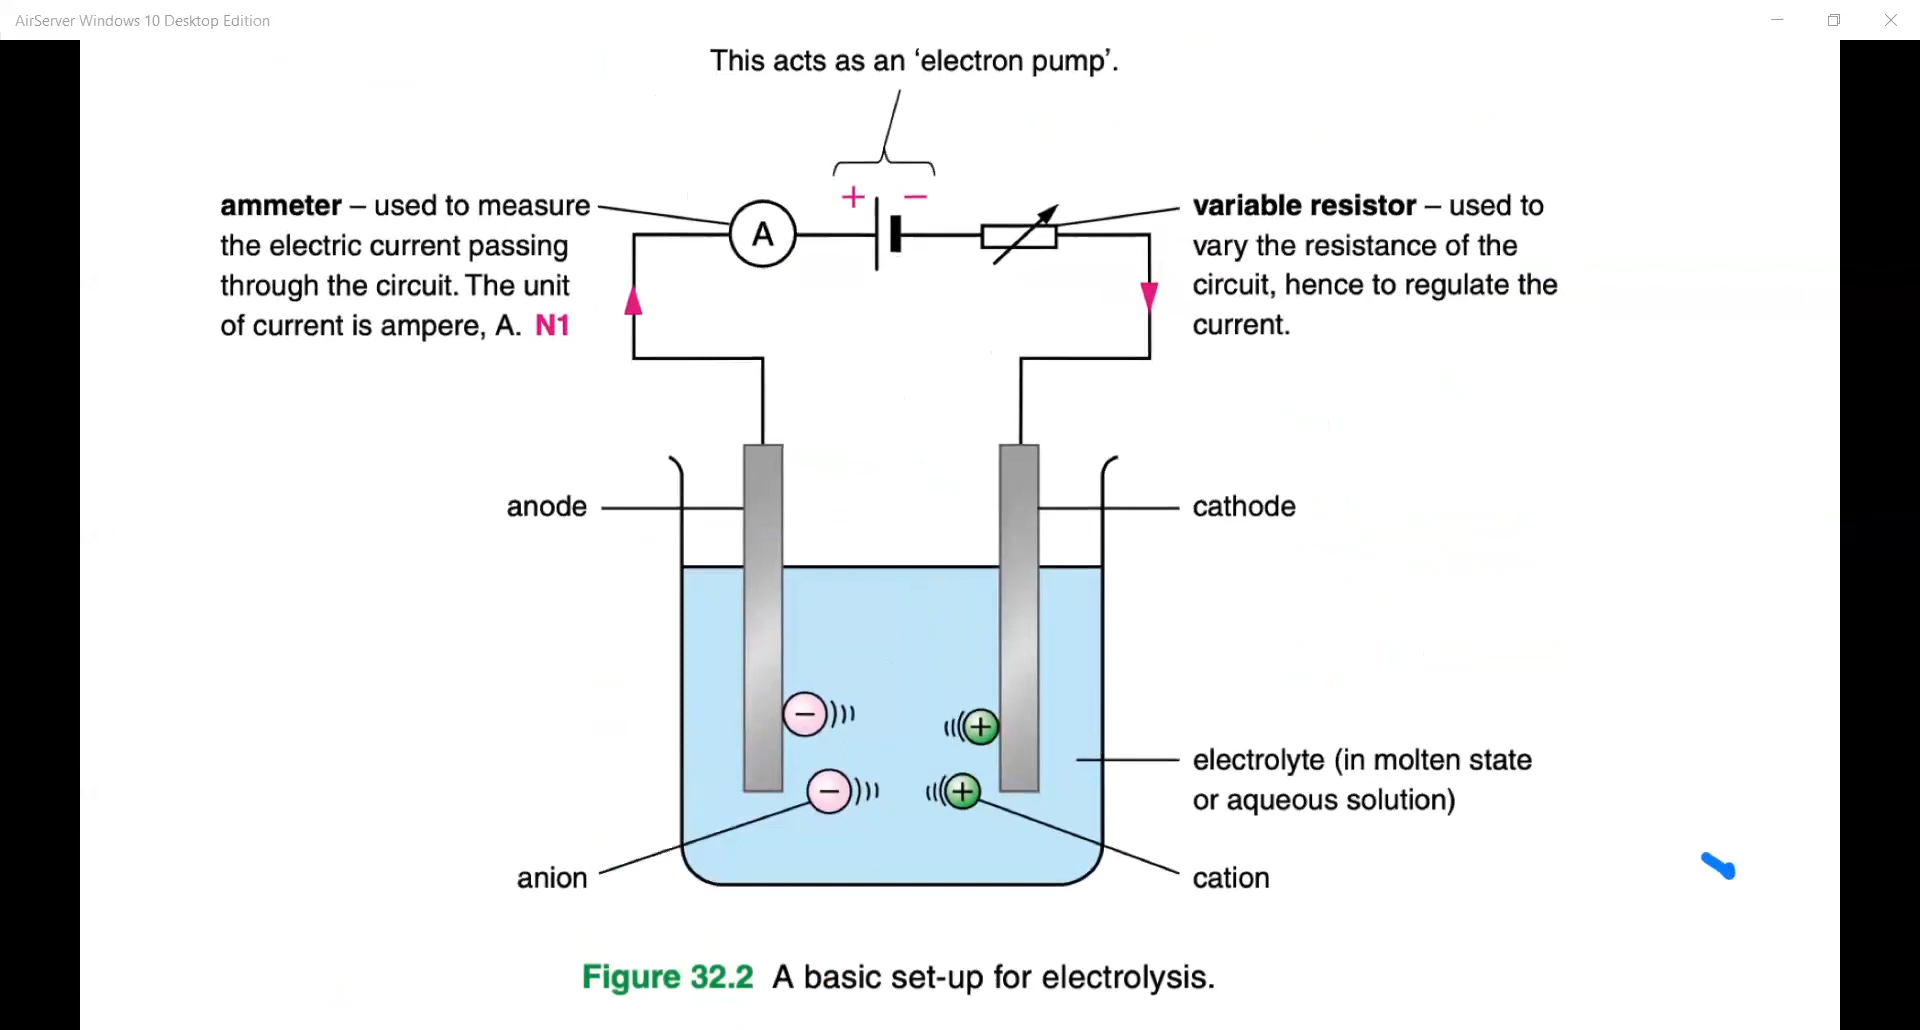 AirServer Windows 10 Desktop Edition
This acts as an ‘electron pump’.
ammeter – used to measure
the electric current passing
through the circuit. The unit
of current is ampere, A. N1
A
+ −
variable resistor – used to
vary the resistance of the
circuit, hence to regulate the
current.
anode
cathode
− +
− +
electrolyte (in molten state
or aqueous solution)
anion
cation
Figure 32.2 A basic set-up for electrolysis.